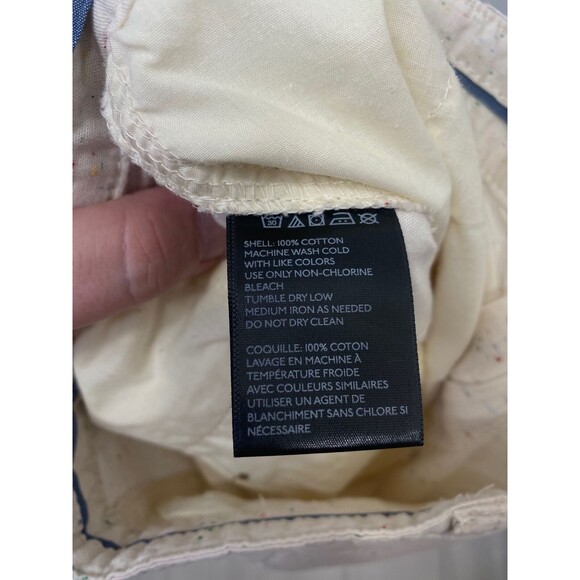 30
SHELL: 100% COTTON
MACHINE WASH COLD
WITH LIKE COLORS
USE ONLY NON-CHLORINE
BLEACH
TUMBLE DRY LOW
MEDIUM IRON AS NEEDED
DO NOT DRY CLEAN
COQUILLE: 100% COTON
LAVAGE EN MACHINE À
TEMPÉRATURE FROIDE
AVEC COULEURS SIMILAIRES
UTILISER UN AGENT DE
BLANCHIMENT SANS CHLORE SI
NÉCESSAIRE